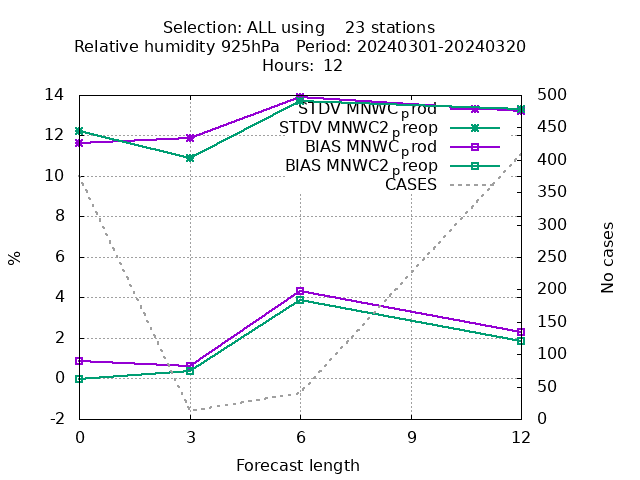 Selection: ALL using    23 stations
Relative humidity 925hPa   Period: 20240301-20240320
Hours: 12
14
12
10
8
6
4
2
0
-2
500
450
400
350
300
250
200
150
100
50
0
STDV MNWC_prod
STDV MNWC2_preop
BIAS MNWC_prod
BIAS MNWC2_preop
CASES
%
No cases
0 3 6 9 12
Forecast length